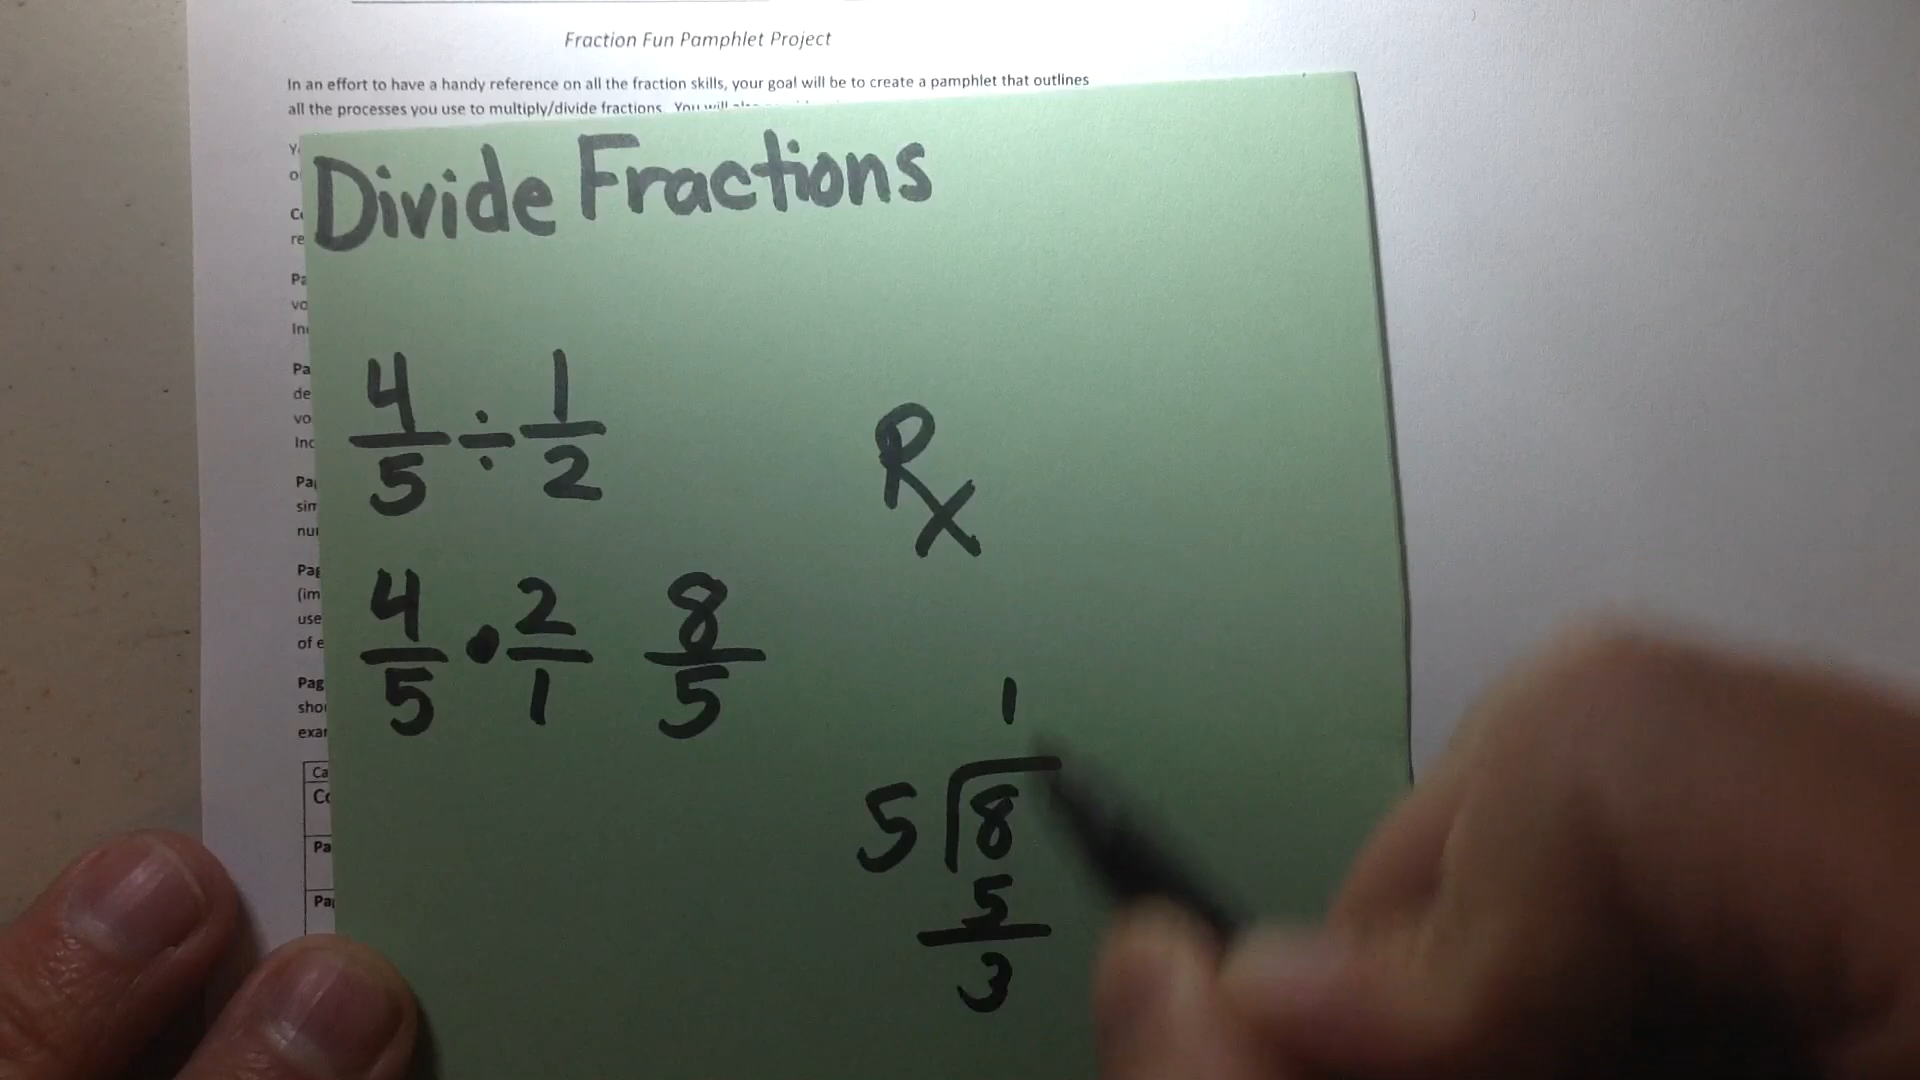 Fraction Fun Pamphlet Project
In an effort to have a handy reference on all the fraction skills, your goal will be to create a pamphlet that outlines
all the processes you use to multiply/divide fractions. You will
Divide Fractions
4/5 ÷ 1/2
Rx
4/5 • 2/1 8/5
1
5 8
5
3